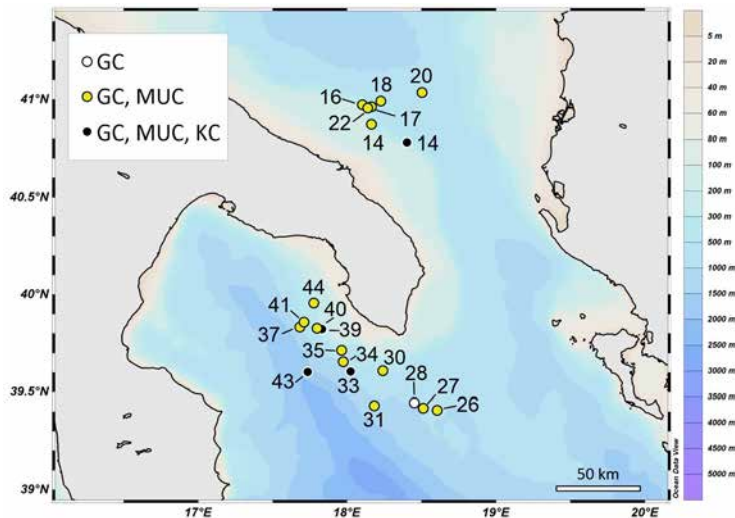 GC
GC, MUC
GC, MUC, KC
41°N
40.5°N
40°N
39.5°N
39°N
16
18
20
22
17
14
14
44
41
40
37
39
35
34
30
28
27
43
33
26
31
50 km
17°E
18°E
19°E
20°E
5 m
20 m
40 m
60 m
80 m
100 m
200 m
300 m
500 m
1000 m
2000 m
2500 m
3000 m
3500 m
4000 m
4500 m
5000 m
Ocean Data View